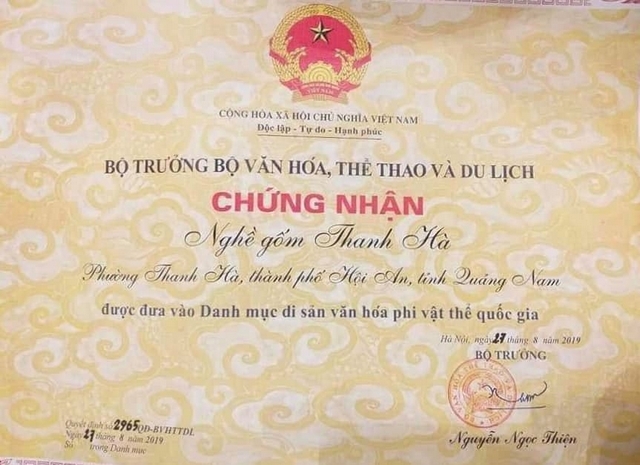 CỘNG HÒA XÃ HỘI CHỦ NGHĨA VIỆT NAM
Độc lập - Tự do - Hạnh phúc
BỘ TRƯỞNG BỘ VĂN HÓA, THỂ THAO VÀ DU LỊCH
CHỨNG NHẬN
Nghề gốm Thanh Hà
Phường Thanh Hà, thành phố Hội An, tỉnh Quảng Nam
được đưa vào Danh mục di sản văn hóa phi vật thể quốc gia
Hà Nội, ngày 27 tháng 8 năm 2019
BỘ TRƯỞNG
Quyết định số 2965/QĐ-BVHTTDL
Ngày 27 tháng 8 năm 2019
Số trong Danh mục
Nguyễn Ngọc Thiện